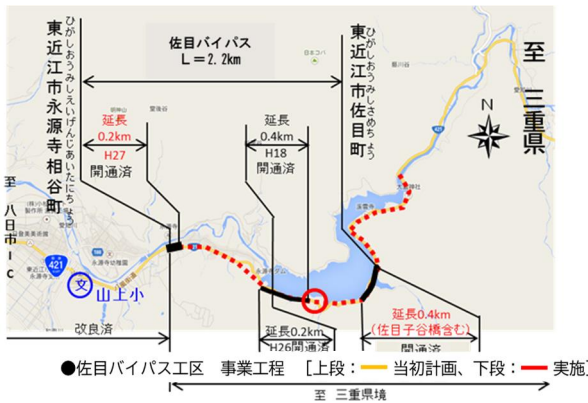 佐目バイパス
L=2.2km
東近江市永源寺相谷町
ひがしおうみしえいげんじあいたにちょう
東近江市佐目町
ひがしおうみしさめちょう
至 三重県
N
日本コバ
延長
0.2km
H27
開通済
延長
0.4km
H18
開通済
至 八日市IC
421
文
山上小
改良済
延長0.2km
H26開通済
延長0.4km
(佐目子谷橋含む)
開通済
●佐目バイパス工区 事業工程 [上段: 当初計画、下段: 実施]
至 三重県境